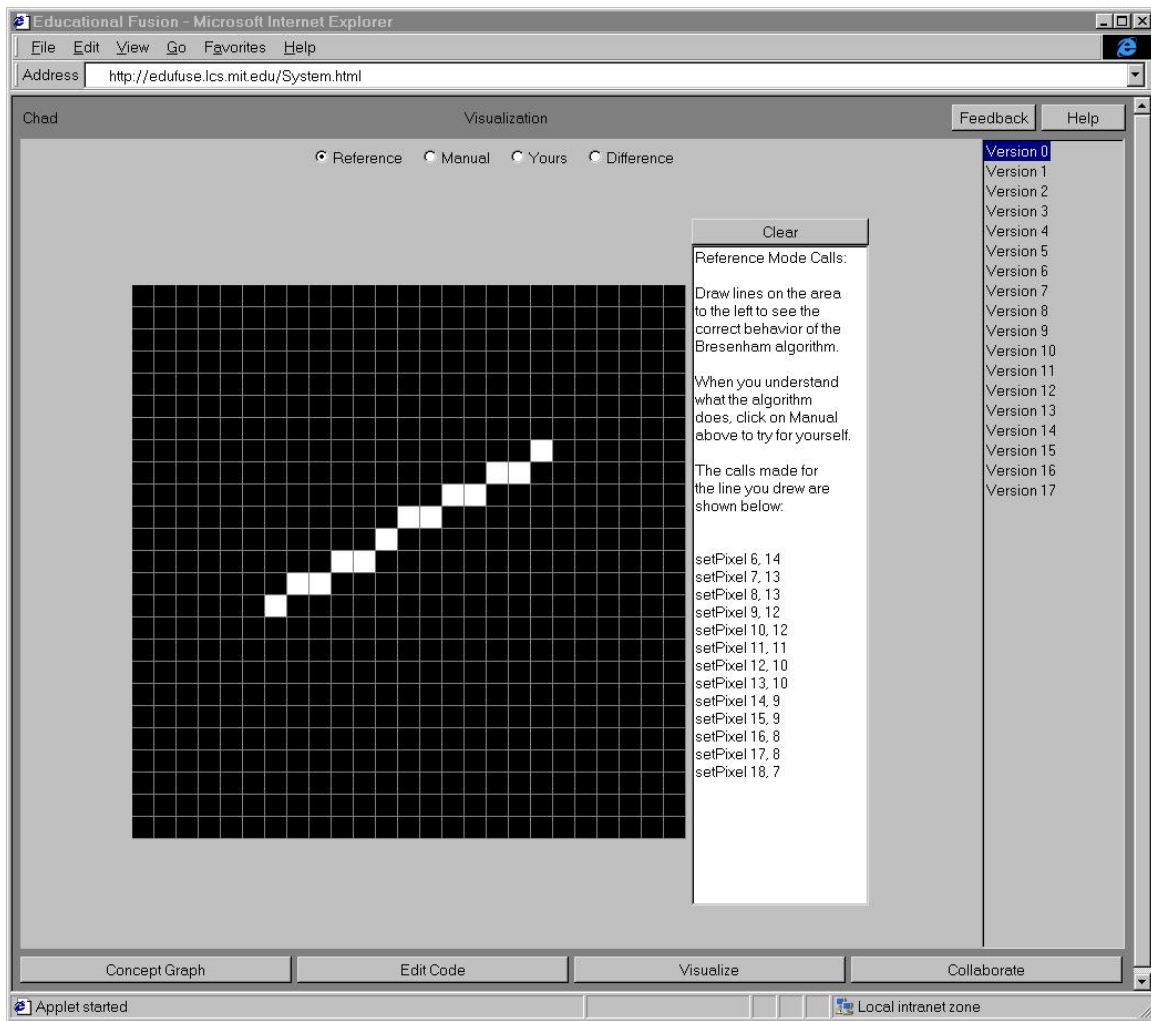 Educational Fusion - Microsoft Internet Explorer
File Edit View Go Favorites Help
Address http://edufuse.lcs.mit.edu/System.html
Chad Visualization Feedback Help
Reference Manual Yours Difference
Clear
Reference Mode Calls:
Draw lines on the area
to the left to see the
correct behavior of the
Bresenham algorithm.
When you understand
what the algorithm
does, click on Manual
above to try for yourself.
The calls made for
the line you drew are
shown below:
setPixel 6, 14
setPixel 7, 13
setPixel 8, 13
setPixel 9, 12
setPixel 10, 12
setPixel 11, 11
setPixel 12, 10
setPixel 13, 10
setPixel 14, 9
setPixel 15, 9
setPixel 16, 8
setPixel 17, 8
setPixel 18, 7
Version 0
Version 1
Version 2
Version 3
Version 4
Version 5
Version 6
Version 7
Version 8
Version 9
Version 10
Version 11
Version 12
Version 13
Version 14
Version 15
Version 16
Version 17
Concept Graph Edit Code Visualize Collaborate
Applet started Local intranet zone